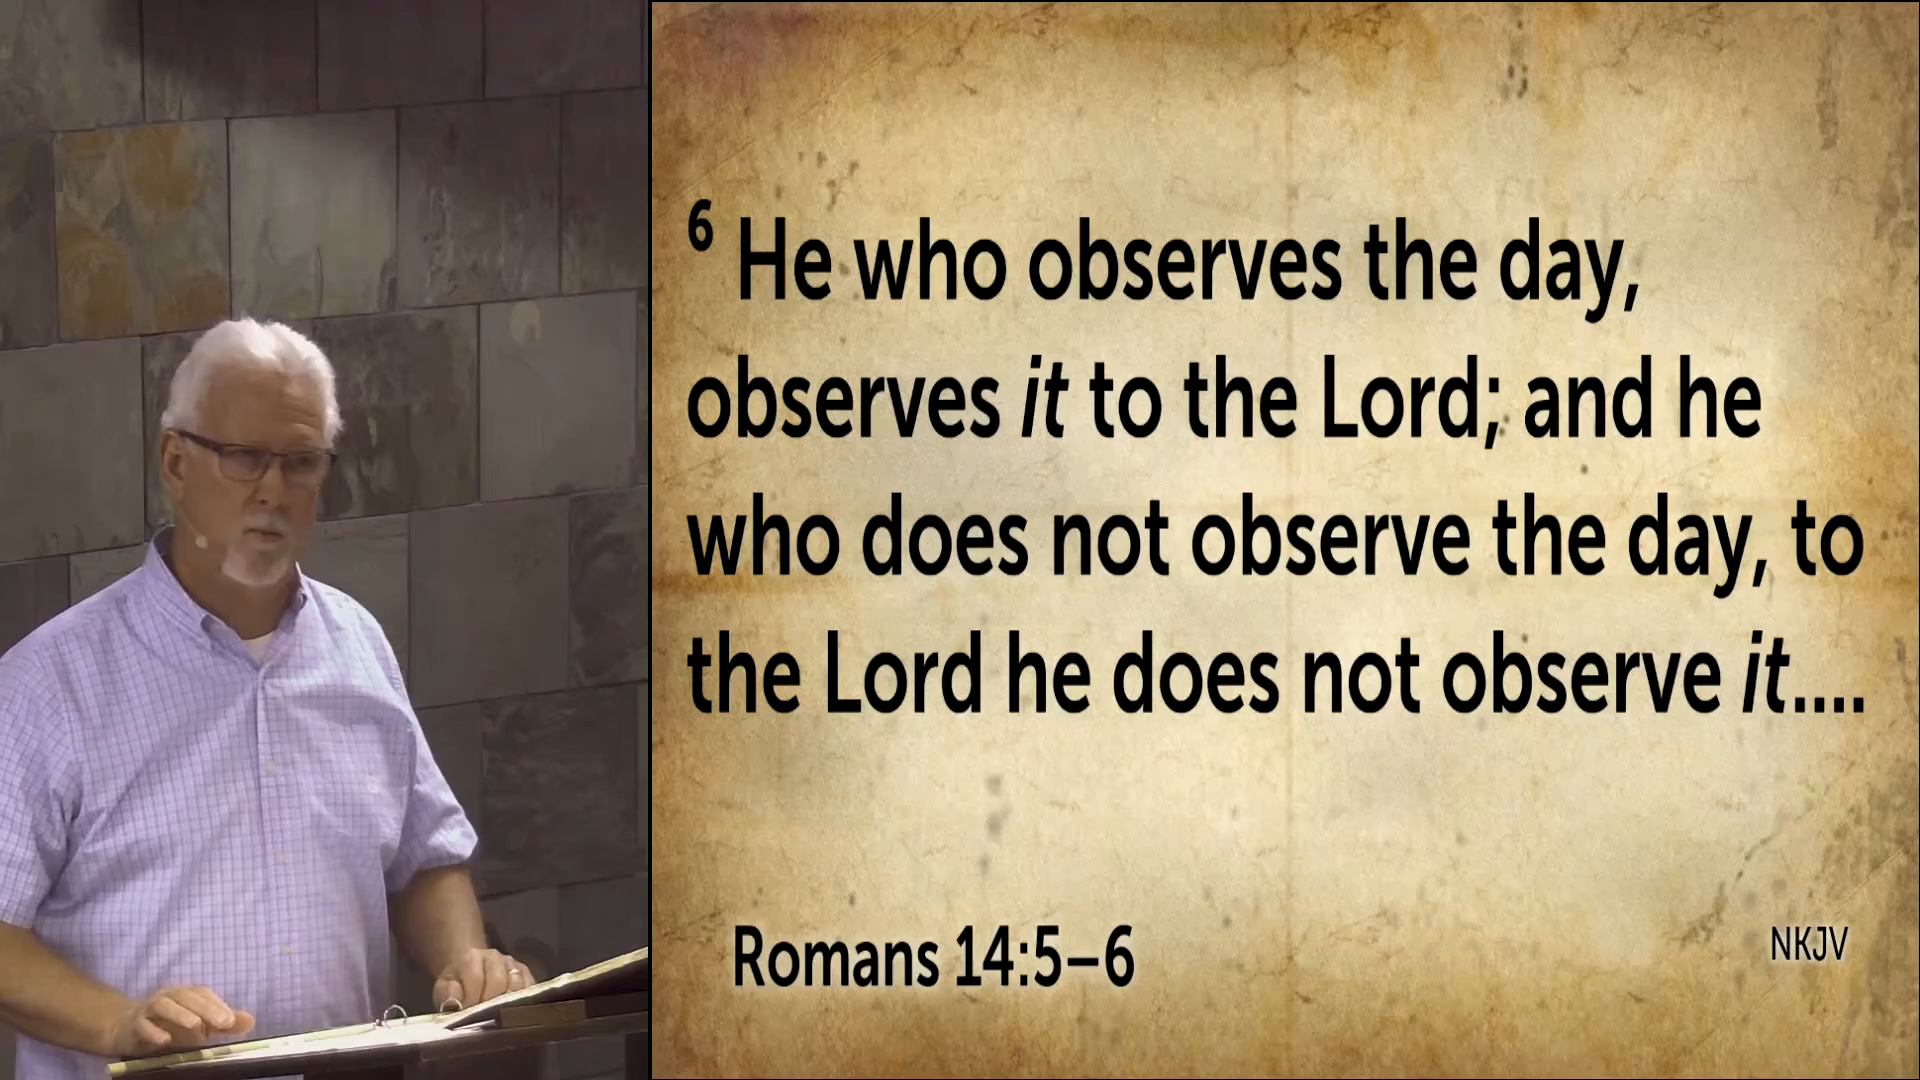 6 He who observes the day,
observes it to the Lord; and he
who does not observe the day, to
the Lord he does not observe it....
Romans 14:5–6
NKJV